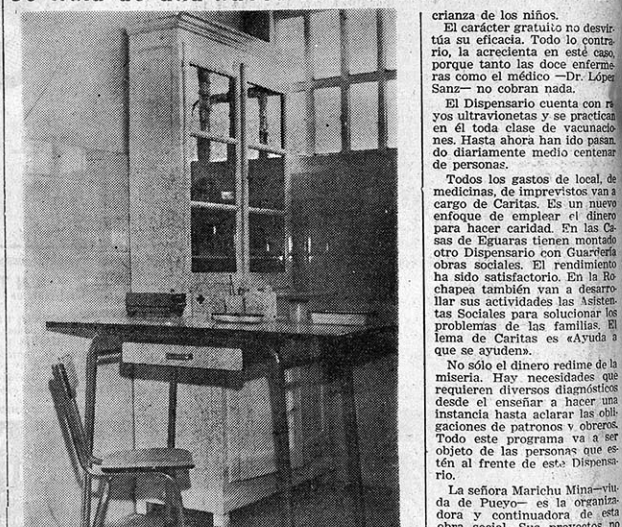 crianza de los niños.
El carácter gratuito no desvir-
túa su eficacia. Todo lo contra-
rio, la acrecienta en este caso,
porque tanto las doce enferme-
ras como el médico —Dr. López
Sanz— no cobran nada.
El Dispensario cuenta con ra-
yos ultravionetas y se practican
en él toda clase de vacunacio-
nes. Hasta ahora han ido pasan-
do diariamente medio centenar
de personas.
Todos los gastos de local, de
medicinas, de imprevistos van a
cargo de Caritas. Es un nuevo
enfoque de emplear el dinero
para hacer caridad. En las Ca-
sas de Eguaras tienen montado
otro Dispensario con Guardería
obras sociales. El rendimiento
ha sido satisfactorio. En la Ro-
chapea también van a desarro-
llar sus actividades las Asisten-
tas Sociales para solucionar los
problemas de las familias. El
lema de Caritas es «Ayuda a
que se ayuden».
No sólo el dinero redime de la
miseria. Hay necesidades que
requieren diversos diagnósticos
desde el enseñar a hacer una
instancia hasta aclarar las obli-
gaciones de patronos y obreros.
Todo este programa va a ser
objeto de las personas que es-
tén al frente de este Dispensa-
rio.
La señora Marichu Mina—viu-
da de Pueyo— es la organiza-
dora y continuadora de esta
obra social. Sus proyectos no